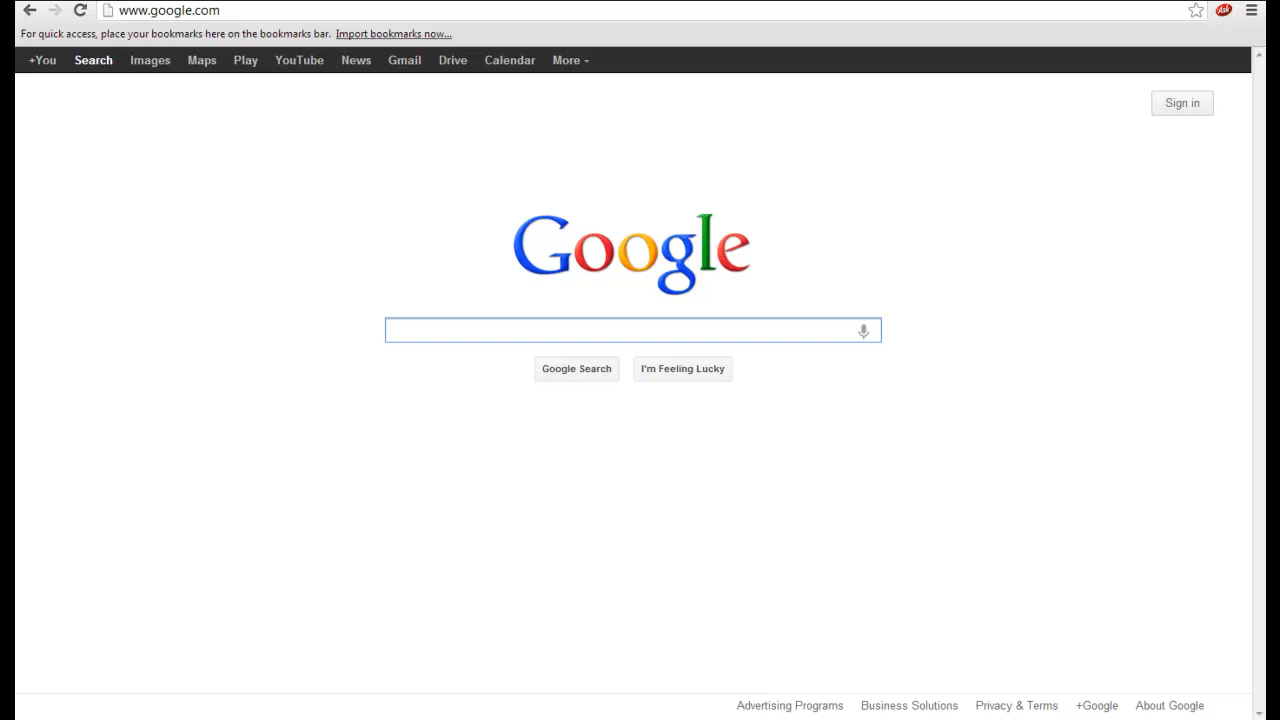 www.google.com Ask
For quick access, place your bookmarks here on the bookmarks bar. Import bookmarks now...
+You Search Images Maps Play YouTube News Gmail Drive Calendar More
Sign in
Google
Google Search I'm Feeling Lucky
Advertising Programs Business Solutions Privacy & Terms +Google About Google